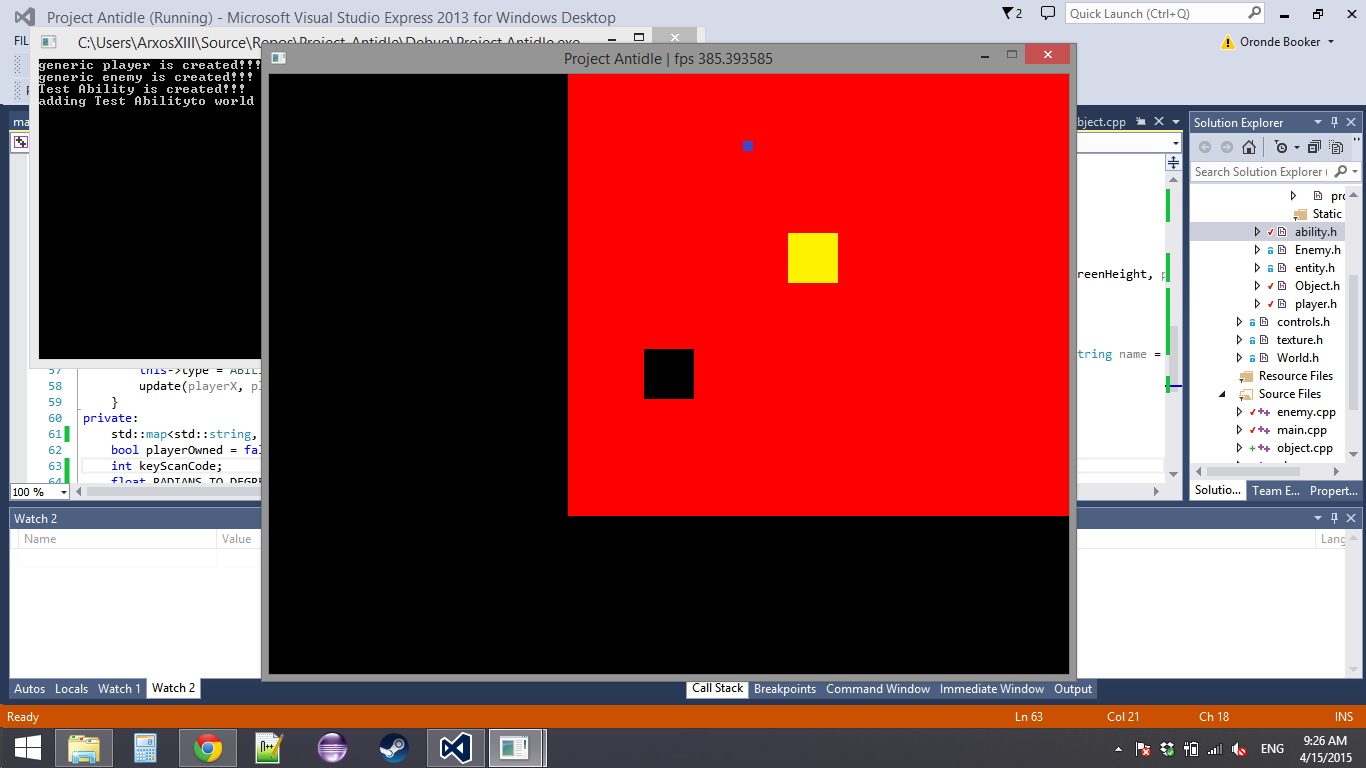 Project Antidle (Running) - Microsoft Visual Studio Express 2013 for Windows Desktop
2
Quick Launch (Ctrl+Q)
Oronde Booker
C:\Users\ArxosXIII\Source\Repos\Project-Antidle\Debug\Project Antidle.exe
Project Antidle | fps 385.393585
generic player is created!!!
generic enemy is created!!!
Test Ability is created!!!
adding Test Abilityto world
bject.cpp
Solution Explorer
Search Solution Explorer (
Static
ability.h
Enemy.h
entity.h
Object.h
player.h
controls.h
texture.h
World.h
Resource Files
Source Files
enemy.cpp
main.cpp
object.cpp
reenHeight, p
tring name =
57 this->type = ABIL
58 update(playerX, pl
59 }
60 private:
61 std::map<std::string,
62 bool playerOwned = fal
63 int keyScanCode;
64 float RADIANS_TO_DEGRE
100 %
Solutio... Team E... Propert...
Watch 2
Name Value Lang
Autos Locals Watch 1 Watch 2
Call Stack Breakpoints Command Window Immediate Window Output
Ready Ln 63 Col 21 Ch 18 INS
ENG
9:26 AM
4/15/2015